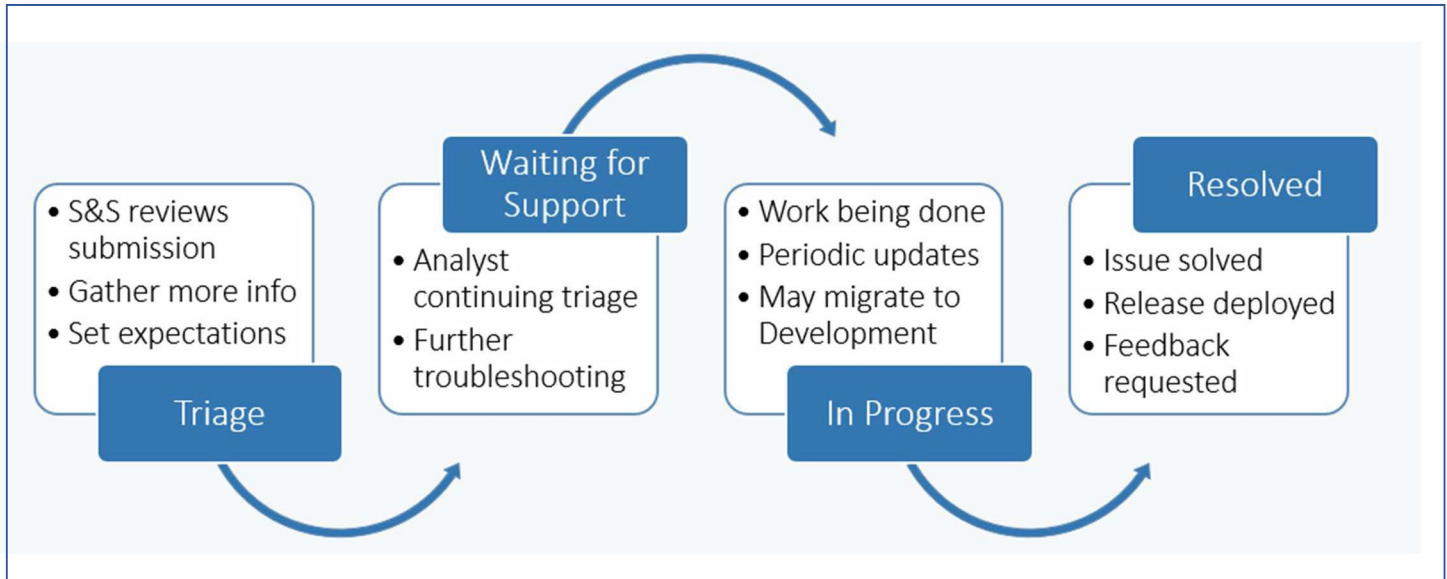 • S&S reviews
submission
• Gather more info
• Set expectations
Triage
Waiting for
Support
• Analyst
continuing triage
• Further
troubleshooting
• Work being done
• Periodic updates
• May migrate to
Development
In Progress
Resolved
• Issue solved
• Release deployed
• Feedback
requested